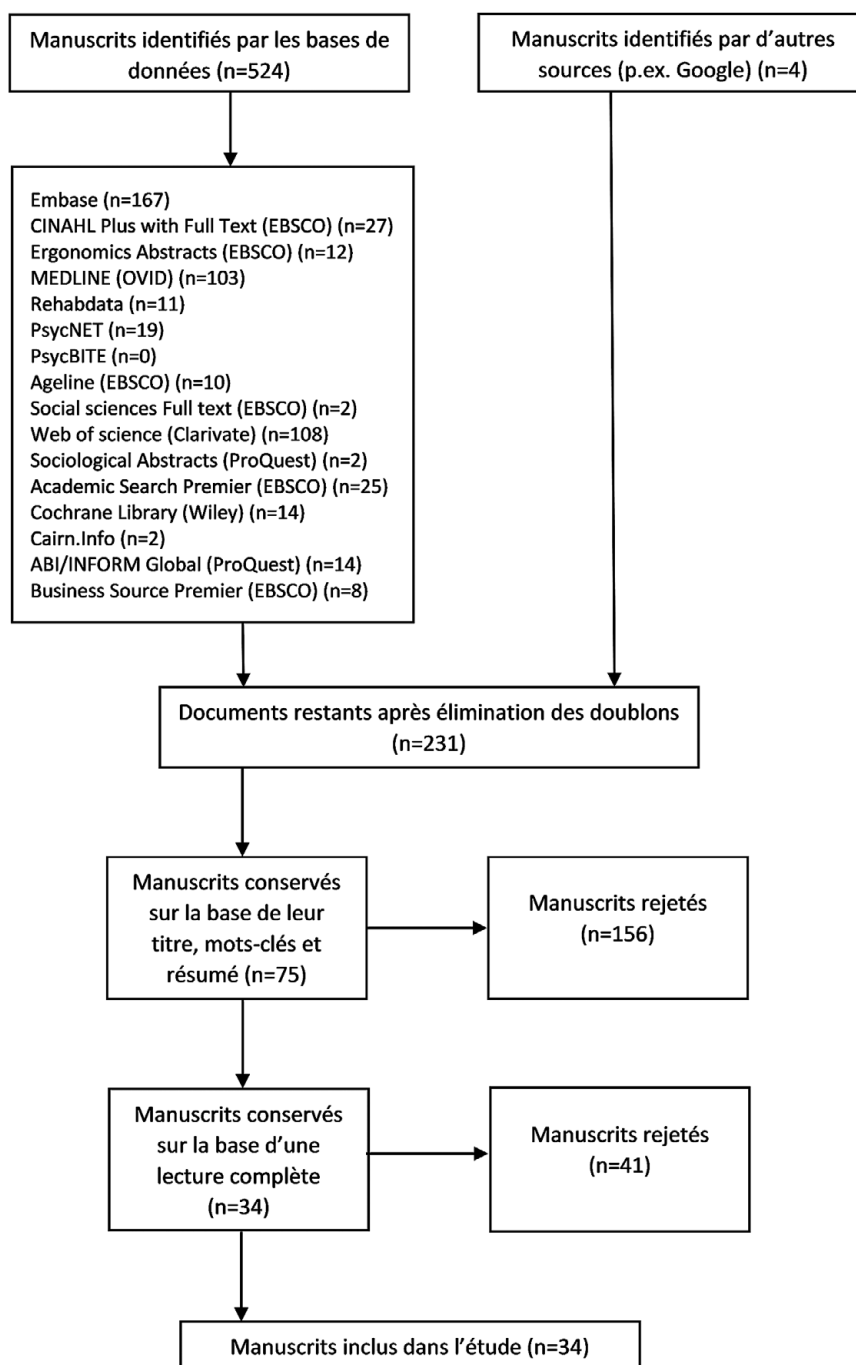 Manuscrits identifiés par les bases de
données (n=524)
Manuscrits identifiés par d’autres
sources (p.ex. Google) (n=4)
Embase (n=167)
CINAHL Plus with Full Text (EBSCO) (n=27)
Ergonomics Abstracts (EBSCO) (n=12)
MEDLINE (OVID) (n=103)
Rehabdata (n=11)
PsycNET (n=19)
PsycBITE (n=0)
Ageline (EBSCO) (n=10)
Social sciences Full text (EBSCO) (n=2)
Web of science (Clarivate) (n=108)
Sociological Abstracts (ProQuest) (n=2)
Academic Search Premier (EBSCO) (n=25)
Cochrane Library (Wiley) (n=14)
Cairn.Info (n=2)
ABI/INFORM Global (ProQuest) (n=14)
Business Source Premier (EBSCO) (n=8)
Documents restants après élimination des doublons
(n=231)
Manuscrits conservés
sur la base de leur
titre, mots-clés et
résumé (n=75)
Manuscrits rejetés
(n=156)
Manuscrits conservés
sur la base d’une
lecture complète
(n=34)
Manuscrits rejetés
(n=41)
Manuscrits inclus dans l’étude (n=34)